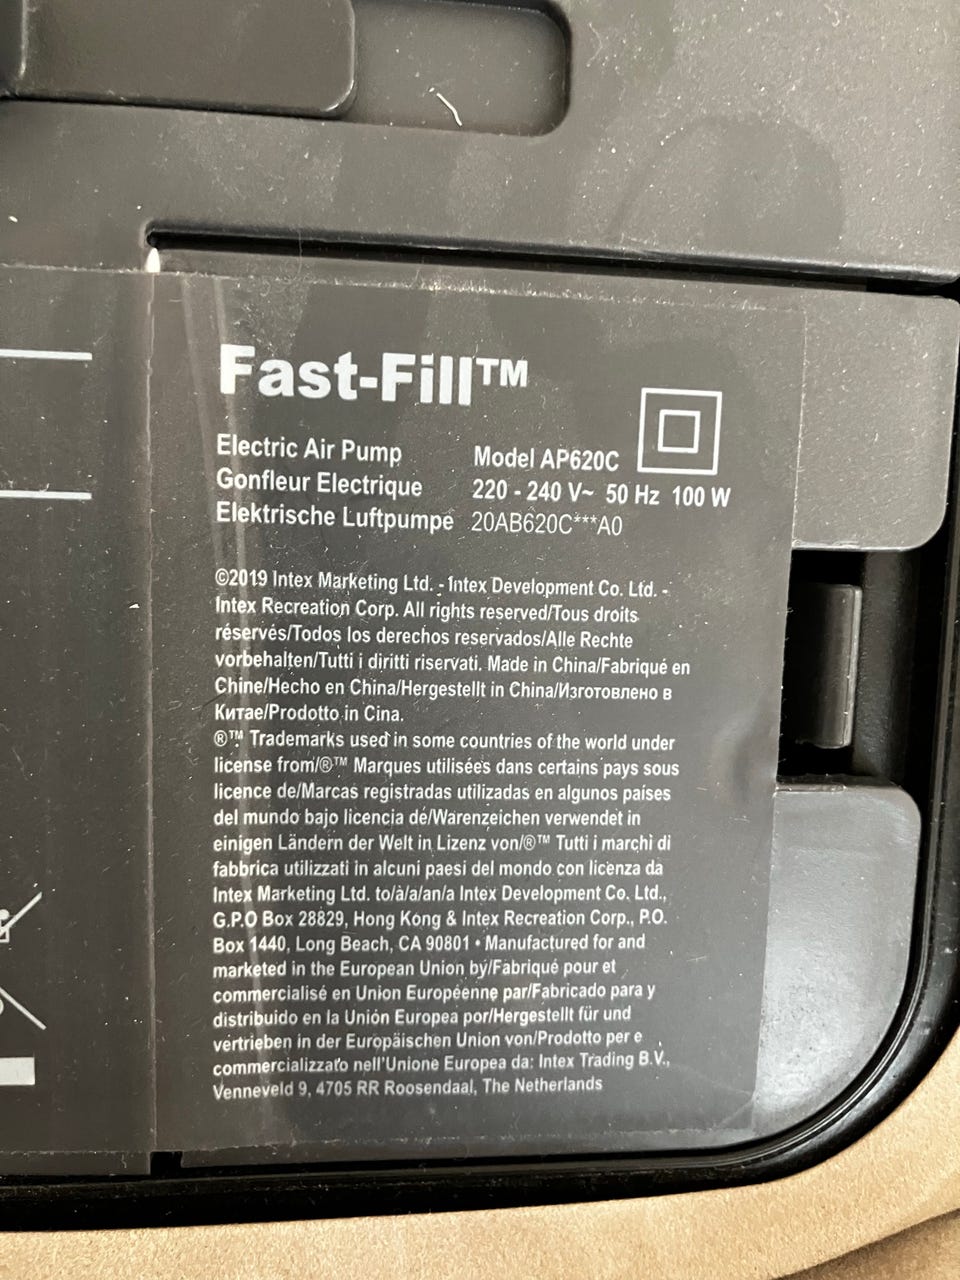 Fast-Fill™
Electric Air Pump
Gonfleur Electrique
Elektrische Luftpumpe
Model AP620C
220 - 240 V~ 50 Hz 100 W
20AB620C***A0
©2019 Intex Marketing Ltd. - Intex Development Co. Ltd. -
Intex Recreation Corp. All rights reserved/Tous droits
réservés/Todos los derechos reservados/Alle Rechte
vorbehalten/Tutti i diritti riservati. Made in China/Fabriqué en
Chine/Hecho en China/Hergestellt in China/Изготовлено в
Китае/Prodotto in Cina.
®™ Trademarks used in some countries of the world under
license from/®™ Marques utilisées dans certains pays sous
licence de/Marcas registradas utilizadas en algunos países
del mundo bajo licencia de/Warenzeichen verwendet in
einigen Ländern der Welt in Lizenz von/®™ Tutti i marchi di
fabbrica utilizzati in alcuni paesi del mondo con licenza da
Intex Marketing Ltd. to/à/a/an/a Intex Development Co. Ltd.,
G.P.O Box 28829, Hong Kong & Intex Recreation Corp., P.O.
Box 1440, Long Beach, CA 90801 • Manufactured for and
marketed in the European Union by/Fabriqué pour et
commercialisé en Union Européenne par/Fabricado para y
distribuido en la Unión Europea por/Hergestellt für und
vertrieben in der Europäischen Union von/Prodotto per e
commercializzato nell'Unione Europea da: Intex Trading B.V.,
Venneveld 9, 4705 RR Roosendaal, The Netherlands